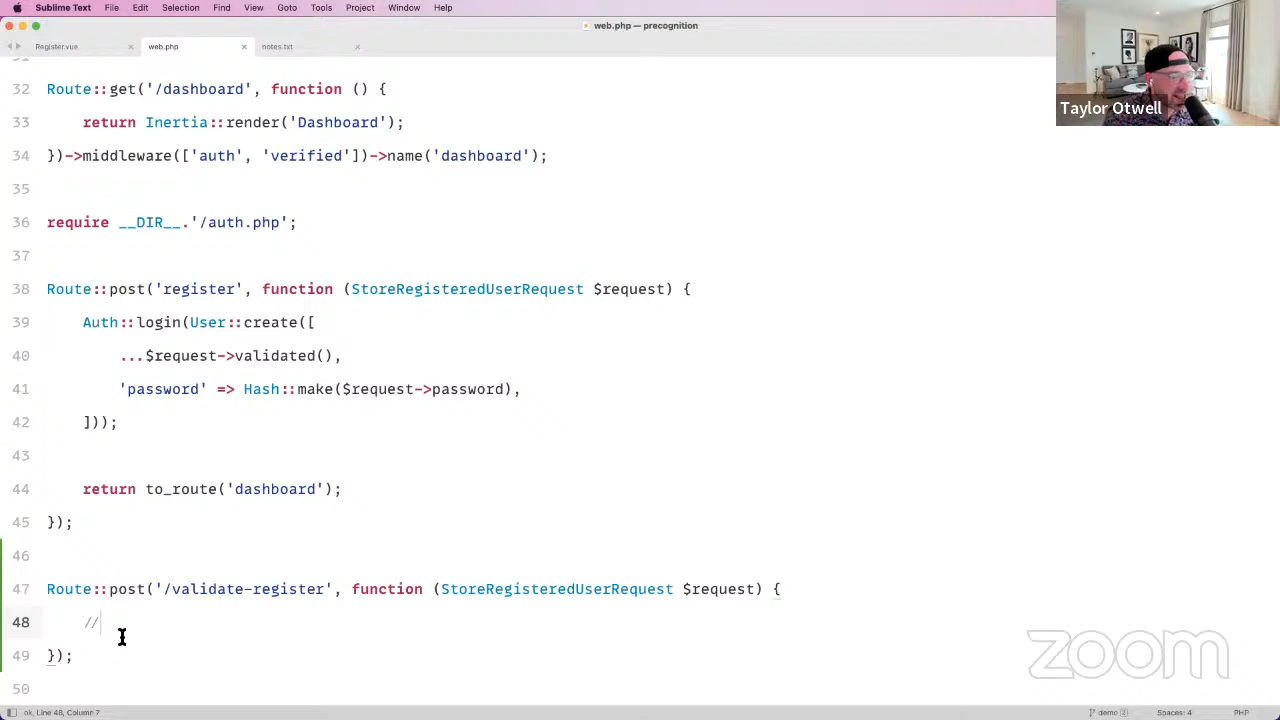 Sublime Text File Edit Selection Find View Goto Tools Project Window Help
web.php — precognition
Register.vue × web.php × notes.txt ×
31
32 Route::get('/dashboard', function () {
33 return Inertia::render('Dashboard');
34 })->middleware(['auth', 'verified'])->name('dashboard');
35
36 require __DIR__.'/auth.php';
37
38 Route::post('register', function (StoreRegisteredUserRequest $request) {
39 Auth::login(User::create([
40 ...$request->validated(),
41 'password' => Hash::make($request->password),
42 ]));
43
44 return to_route('dashboard');
45 });
46
47 Route::post('/validate-register', function (StoreRegisteredUserRequest $request) {
48 //
49 });
50
Taylor Otwell
zoom
ok, Line 48, Column 7 demo 2 Spaces: 4 PHP